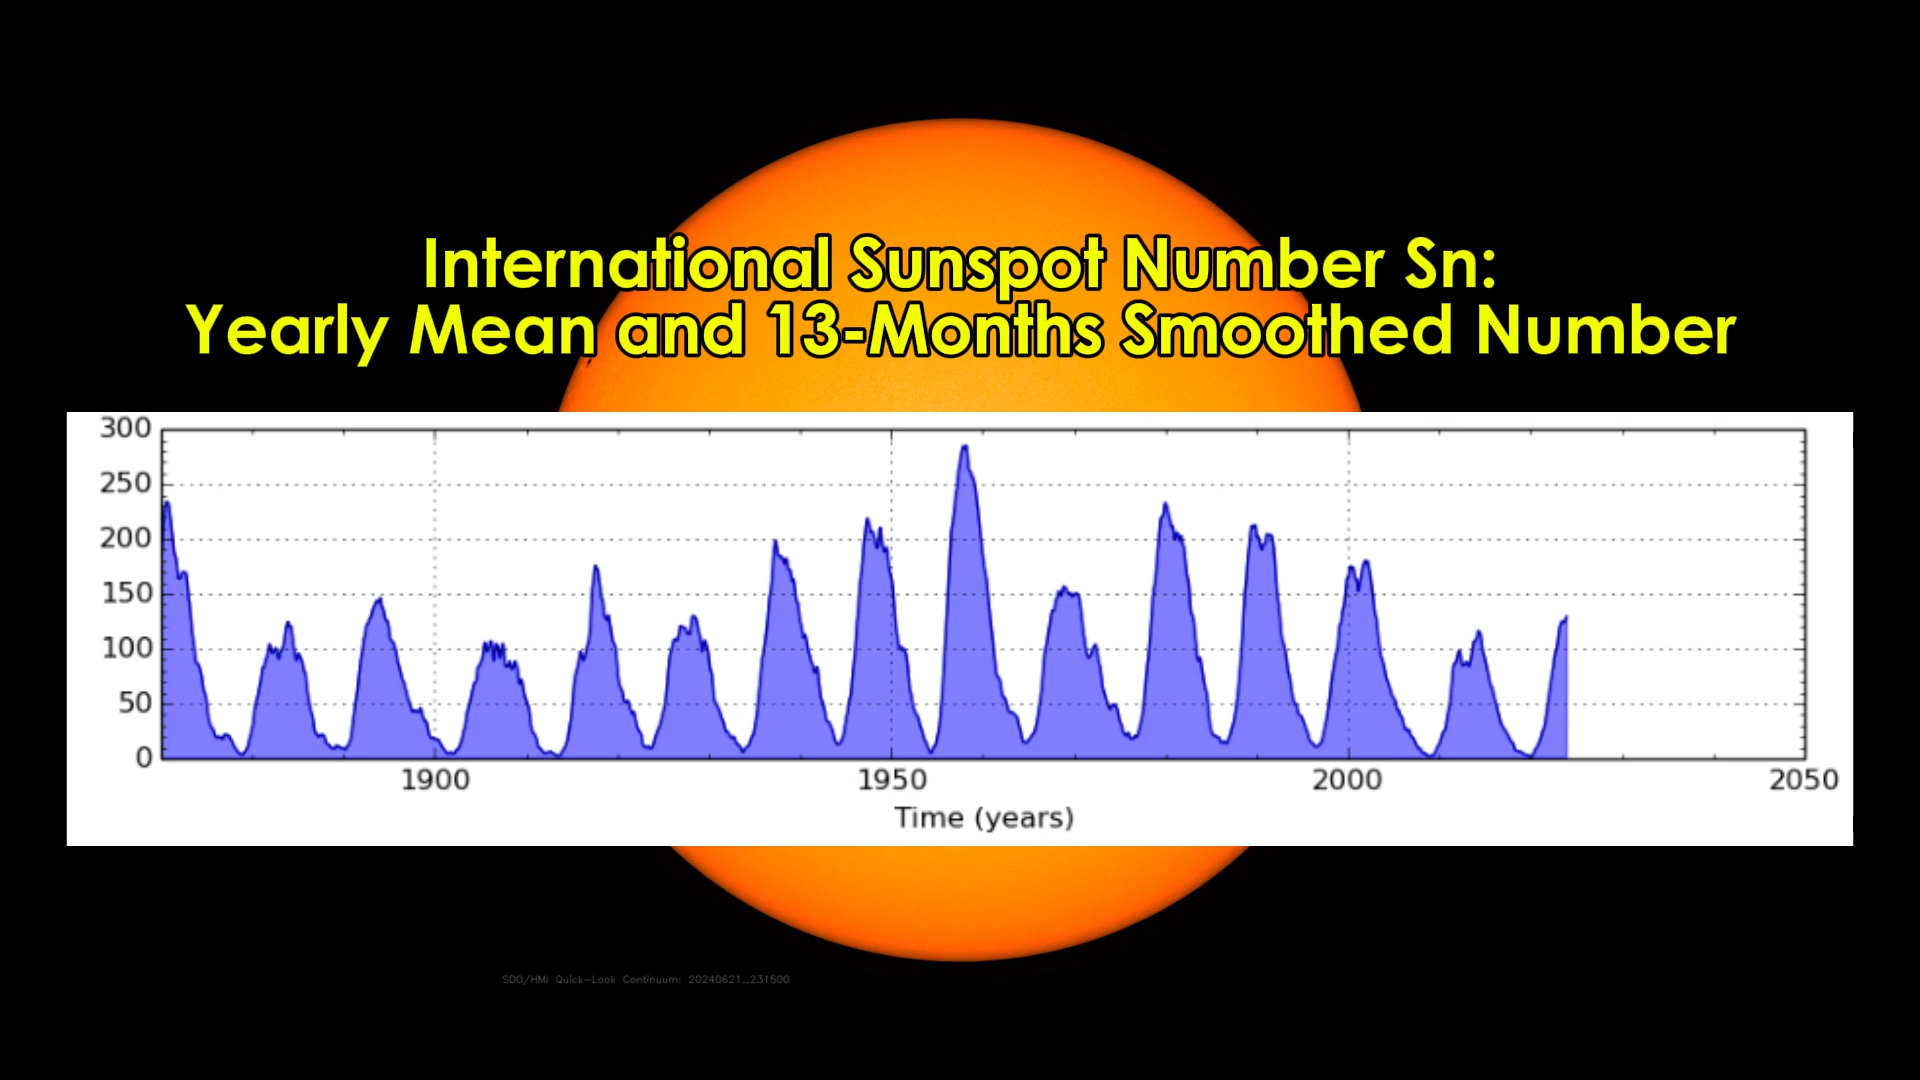 International Sunspot Number Sn:
Yearly Mean and 13-Months Smoothed Number
300
250
200
150
100
50
0
1900 1950 2000 2050
Time (years)
SDO/HMI Quick-Look Continuum: 20240621_231500